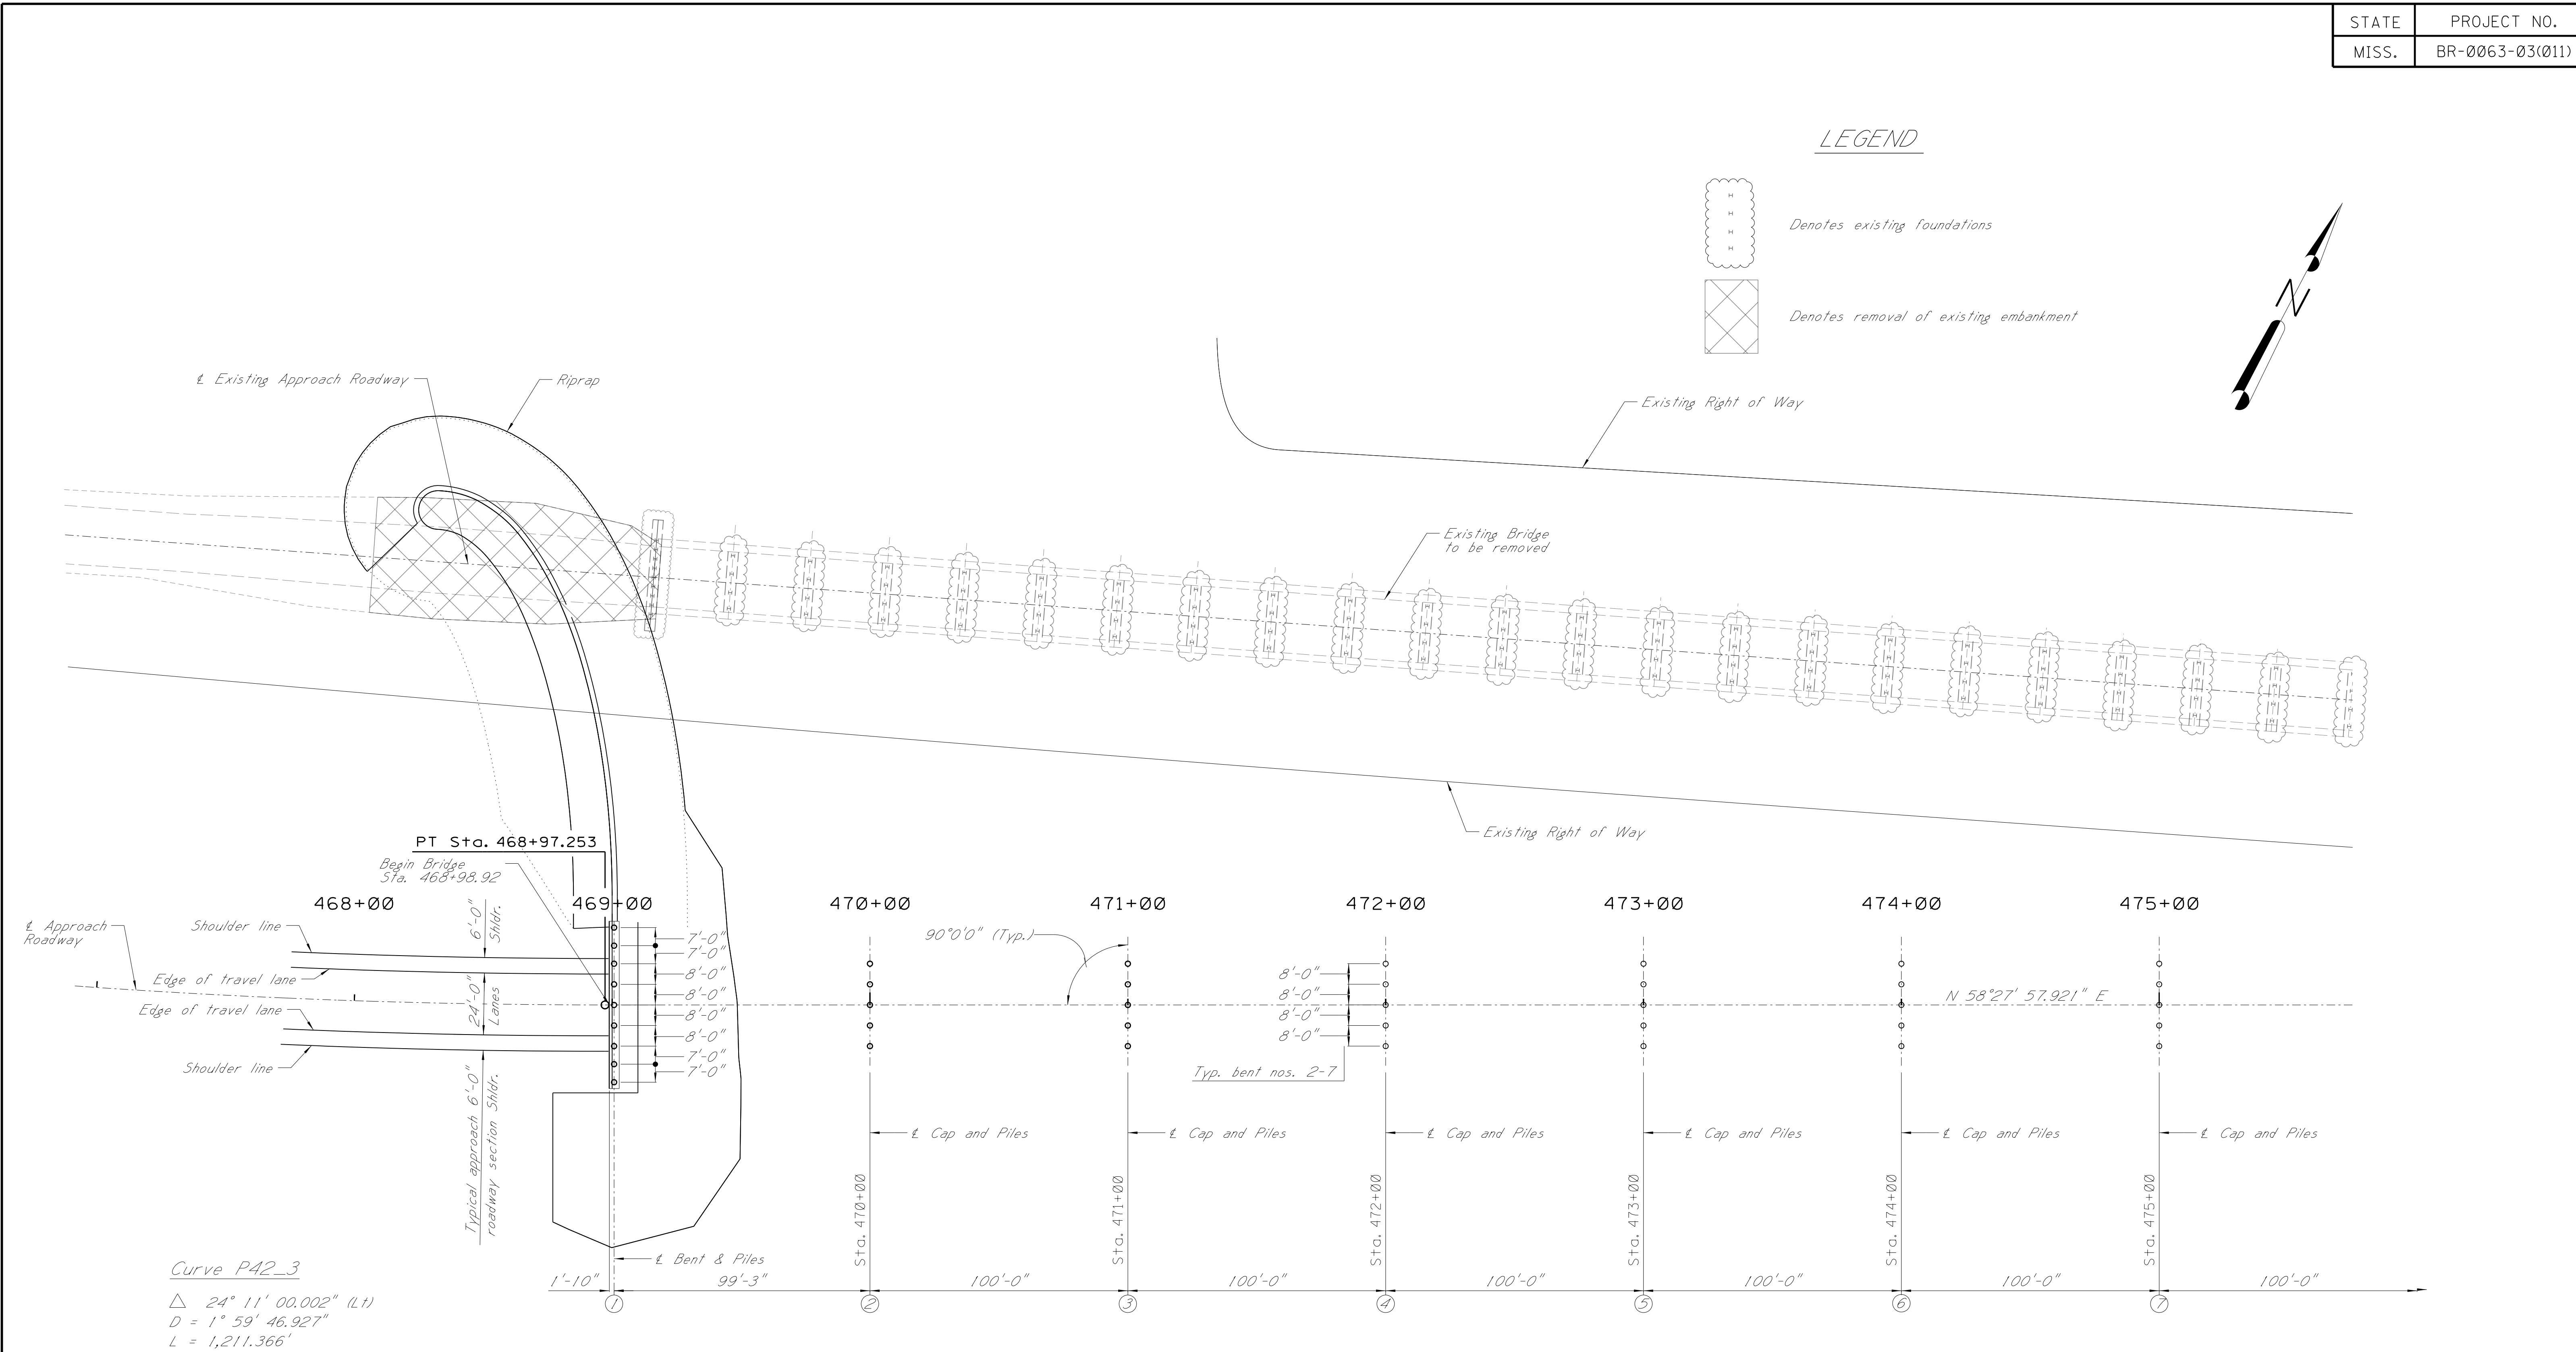 STATE PROJECT NO.
MISS. BR-0063-03(011)
LEGEND
Denotes existing foundations
Denotes removal of existing embankment
N
℄ Existing Approach Roadway
Riprap
Existing Right of Way
Existing Bridge
to be removed
Existing Right of Way
PT Sta. 468+97.253
Begin Bridge
Sta. 468+98.92
468+00 469+00 470+00 471+00 472+00 473+00 474+00 475+00
℄ Approach
Roadway
Shoulder line
Edge of travel lane
Edge of travel lane
Shoulder line
6'-0"
Shldr.
24'-0"
Lanes
Typical approach 6'-0"
roadway section Shldr.
7'-0"
7'-0"
8'-0"
8'-0"
8'-0"
8'-0"
7'-0"
7'-0"
90°0'0" (Typ.)
8'-0"
8'-0"
8'-0"
8'-0"
Typ. bent nos. 2-7
N 58°27' 57.921" E
℄ Cap and Piles ℄ Cap and Piles ℄ Cap and Piles ℄ Cap and Piles ℄ Cap and Piles ℄ Cap and Piles
Sta. 470+00
Sta. 471+00
Sta. 472+00
Sta. 473+00
Sta. 474+00
Sta. 475+00
℄ Bent & Piles
1'-10" 99'-3" 100'-0" 100'-0" 100'-0" 100'-0" 100'-0" 100'-0"
1 2 3 4 5 6 7
Curve P42_3
△ 24° 11' 00.002" (Lt)
D = 1° 59' 46.927"
L = 1,211.366'